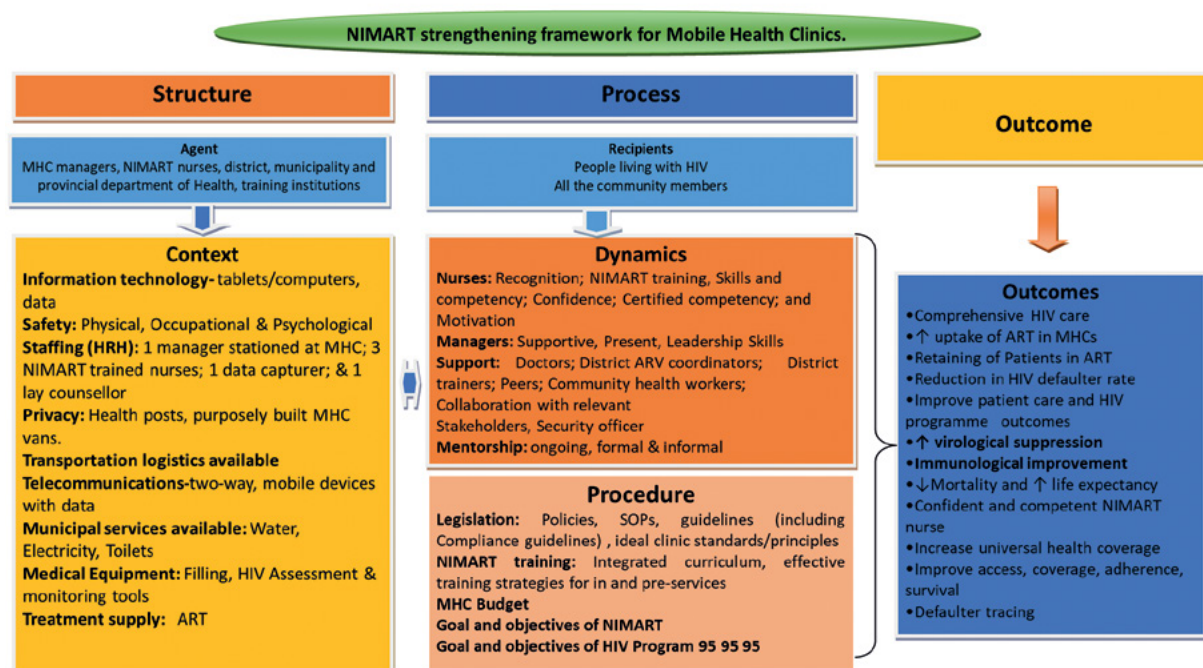 NIMART strengthening framework for Mobile Health Clinics.
Structure
Agent
MHC managers, NIMART nurses, district, municipality and
provincial department of Health, training institutions
Context
Information technology- tablets/computers,
data
Safety: Physical, Occupational & Psychological
Staffing (HRH): 1 manager stationed at MHC; 3
NIMART trained nurses; 1 data capturer; & 1
lay counsellor
Privacy: Health posts, purposely built MHC
vans.
Transportation logistics available
Telecommunications-two-way, mobile devices
with data
Municipal services available: Water,
Electricity, Toilets
Medical Equipment: Filling, HIV Assessment &
monitoring tools
Treatment supply: ART
Process
Recipients
People living with HIV
All the community members
Dynamics
Nurses: Recognition; NIMART training, Skills and
competency; Confidence; Certified competency; and
Motivation
Managers: Supportive, Present, Leadership Skills
Support: Doctors; District ARV coordinators; District
trainers; Peers; Community health workers;
Collaboration with relevant
Stakeholders, Security officer
Mentorship: ongoing, formal & informal
Procedure
Legislation: Policies, SOPs, guidelines (including
Compliance guidelines) , ideal clinic standards/principles
NIMART training: Integrated curriculum, effective
training strategies for in and pre-services
MHC Budget
Goal and objectives of NIMART
Goal and objectives of HIV Program 95 95 95
Outcome
Outcomes
•Comprehensive HIV care
•↑ uptake of ART in MHCs
•Retaining of Patients in ART
•Reduction in HIV defaulter rate
•Improve patient care and HIV
programme outcomes
•↑ virological suppression
•Immunological improvement
•↓Mortality and ↑ life expectancy
•Confident and competent NIMART
nurse
•Increase universal health coverage
•Improve access, coverage, adherence,
survival
•Defaulter tracing